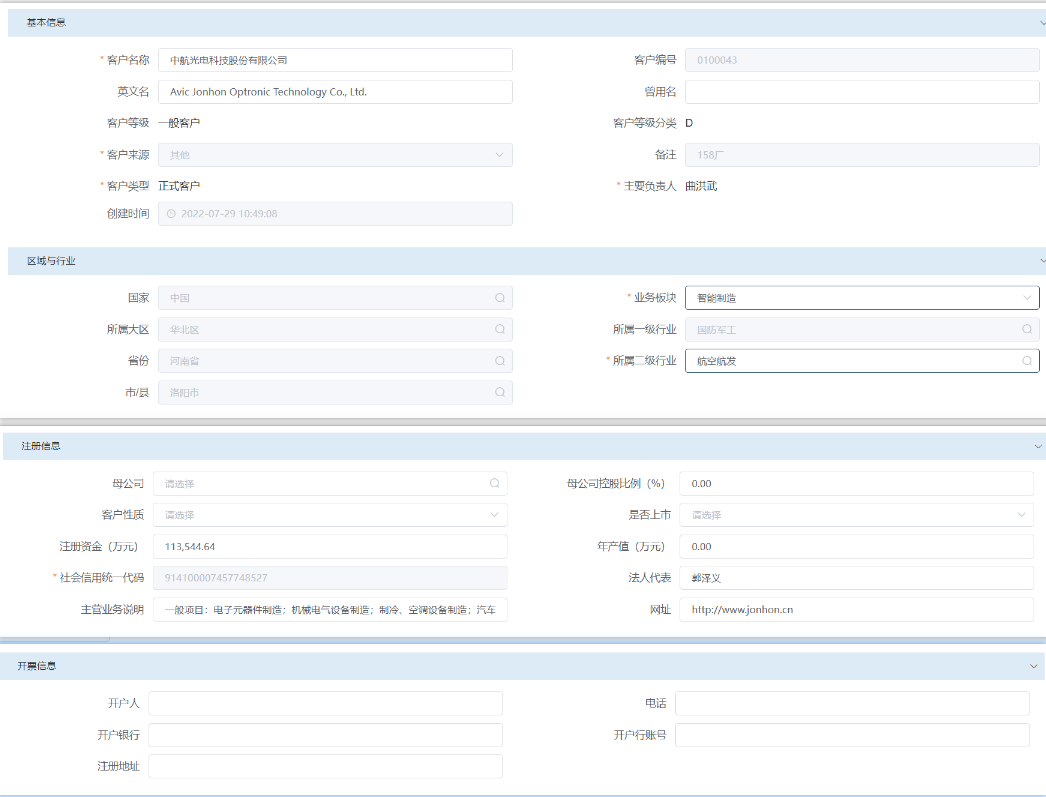 基本信息
* 客户名称 中航光电科技股份有限公司 客户编号 0100043
英文名 Avic Jonhon Optronic Technology Co., Ltd. 曾用名
客户等级 一般客户 客户等级分类 D
* 客户来源 其他 备注 158厂
* 客户类型 正式客户 * 主要负责人 曲洪武
创建时间 2022-07-29 10:49:08
区域与行业
国家 中国 * 业务板块 智能制造
所属大区 华北区 所属一级行业 国防军工
省份 河南省 * 所属二级行业 航空航发
市/县 洛阳市
注册信息
母公司 请选择 母公司控股比例（%） 0.00
客户性质 请选择 是否上市 请选择
注册资金（万元） 113,544.64 年产值（万元） 0.00
* 社会信用统一代码 914100007457748527 法人代表 郭泽义
主营业务说明 一般项目：电子元器件制造；机械电气设备制造；制冷、空调设备制造；汽车 网址 http://www.jonhon.cn
开票信息
开户人 电话
开户银行 开户行账号
注册地址